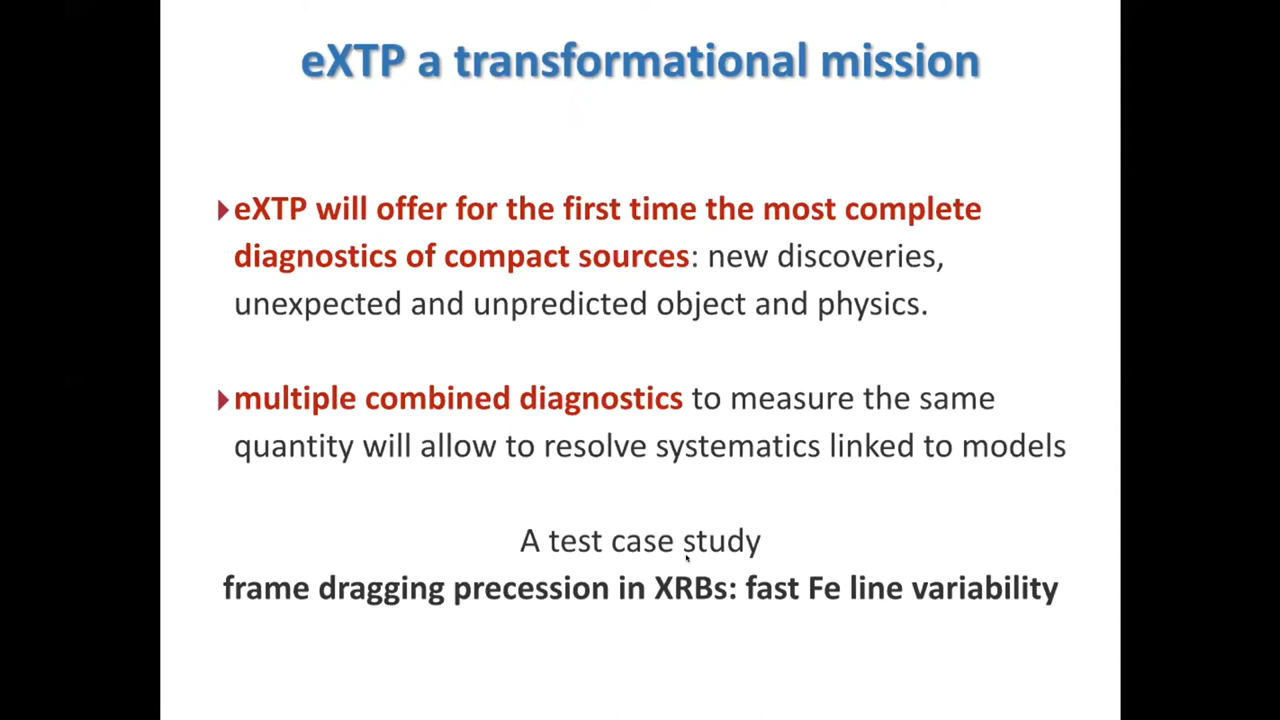 eXTP a transformational mission
eXTP will offer for the first time the most complete
diagnostics of compact sources: new discoveries,
unexpected and unpredicted object and physics.
multiple combined diagnostics to measure the same
quantity will allow to resolve systematics linked to models
A test case study
frame dragging precession in XRBs: fast Fe line variability